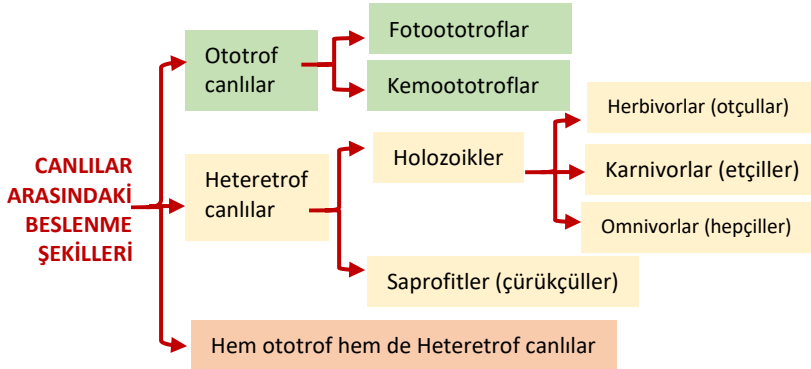 CANLILAR
ARASINDAKİ
BESLENME
ŞEKİLLERİ
Ototrof
canlılar
Fotoototroflar
Kemoototroflar
Heteretrof
canlılar
Holozoikler
Herbivorlar (otçullar)
Karnivorlar (etçiller)
Omnivorlar (hepçiller)
Saprofitler (çürükçüller)
Hem ototrof hem de Heteretrof canlılar